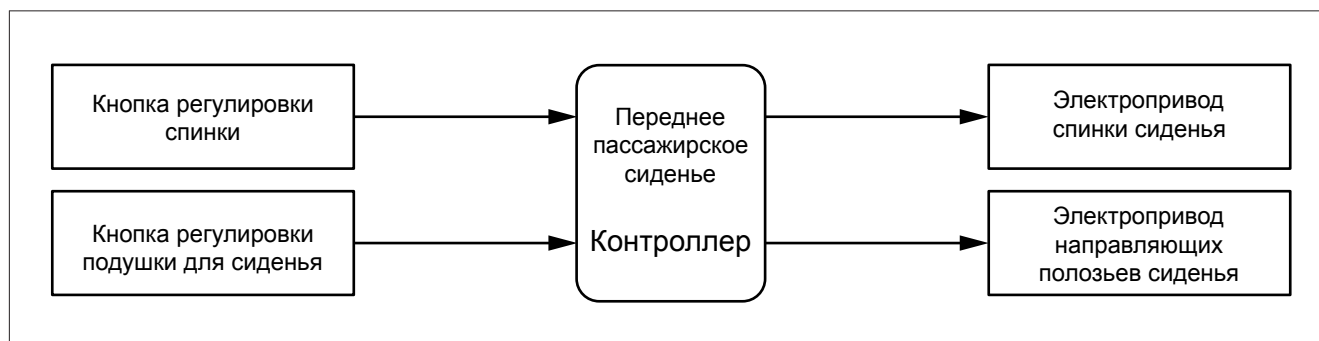 Кнопка регулировки
спинки
Кнопка регулировки
подушки для сиденья
Переднее
пассажирское
сиденье
Контроллер
Электропривод
спинки сиденья
Электропривод
направляющих
полозьев сиденья